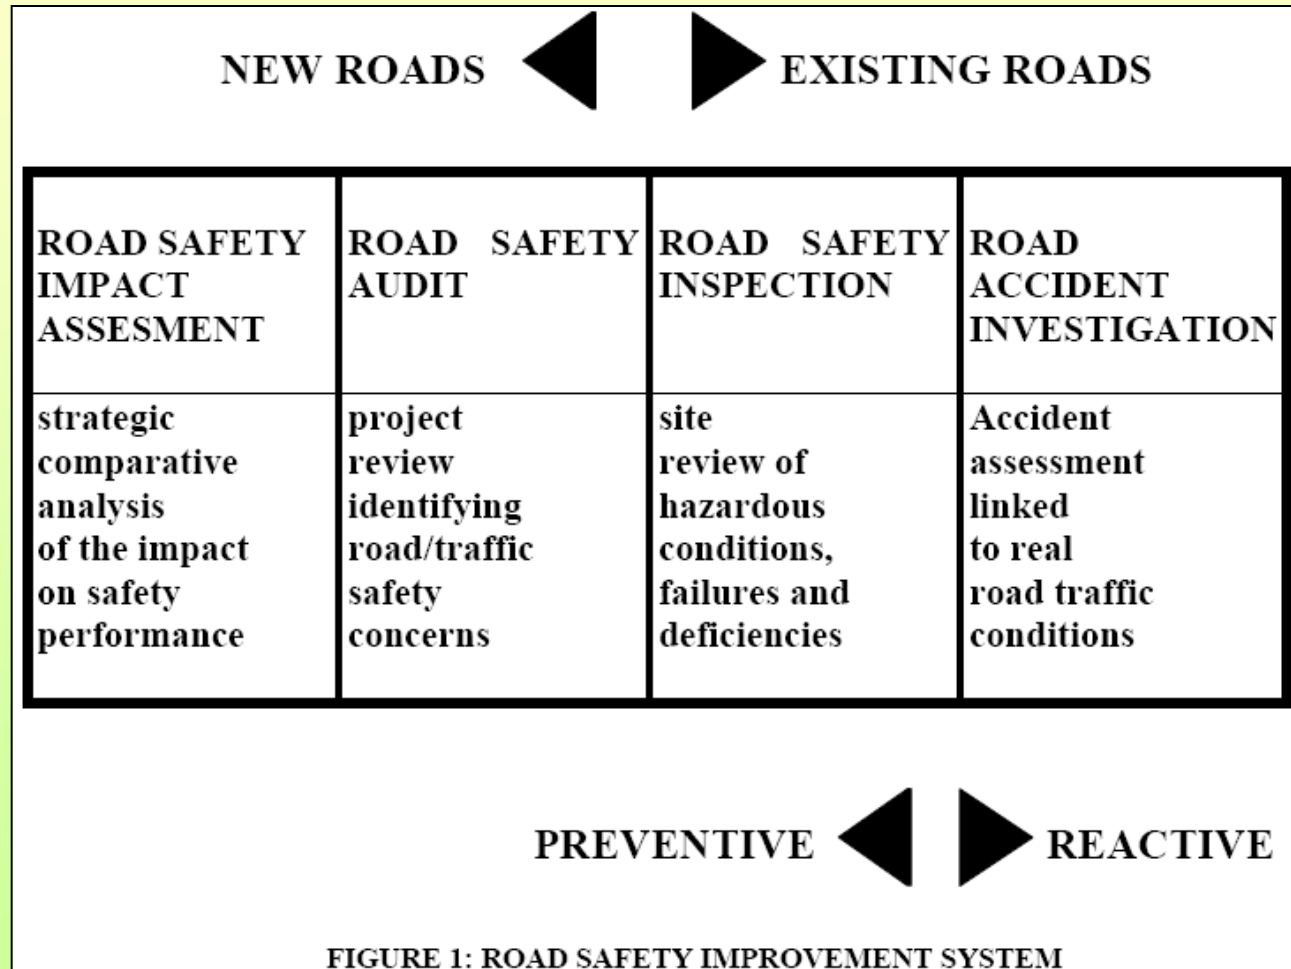 NEW ROADS EXISTING ROADS
ROAD SAFETY
IMPACT
ASSESMENT
ROAD SAFETY
AUDIT
ROAD SAFETY
INSPECTION
ROAD
ACCIDENT
INVESTIGATION
strategic
comparative
analysis
of the impact
on safety
performance
project
review
identifying
road/traffic
safety
concerns
site
review of
hazardous
conditions,
failures and
deficiencies
Accident
assessment
linked
to real
road traffic
conditions
PREVENTIVE REACTIVE
FIGURE 1: ROAD SAFETY IMPROVEMENT SYSTEM